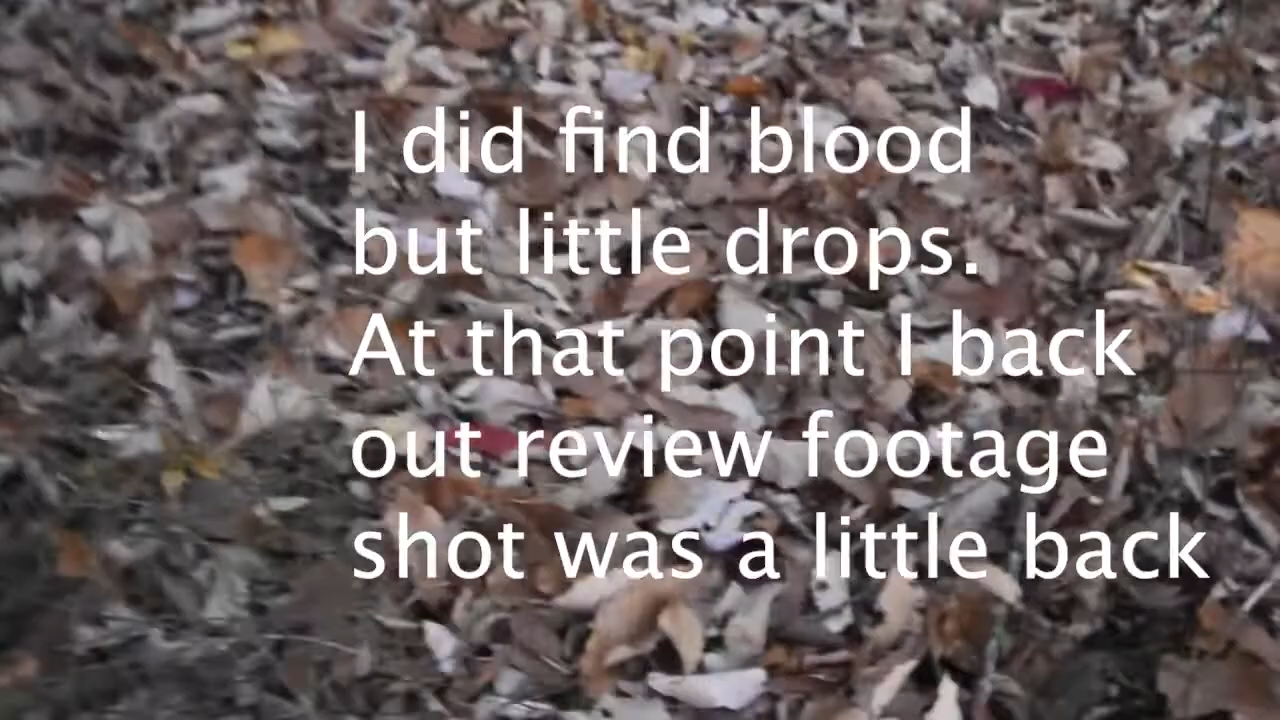 I did find blood
but little drops.
At that point I back
out review footage
shot was a little back